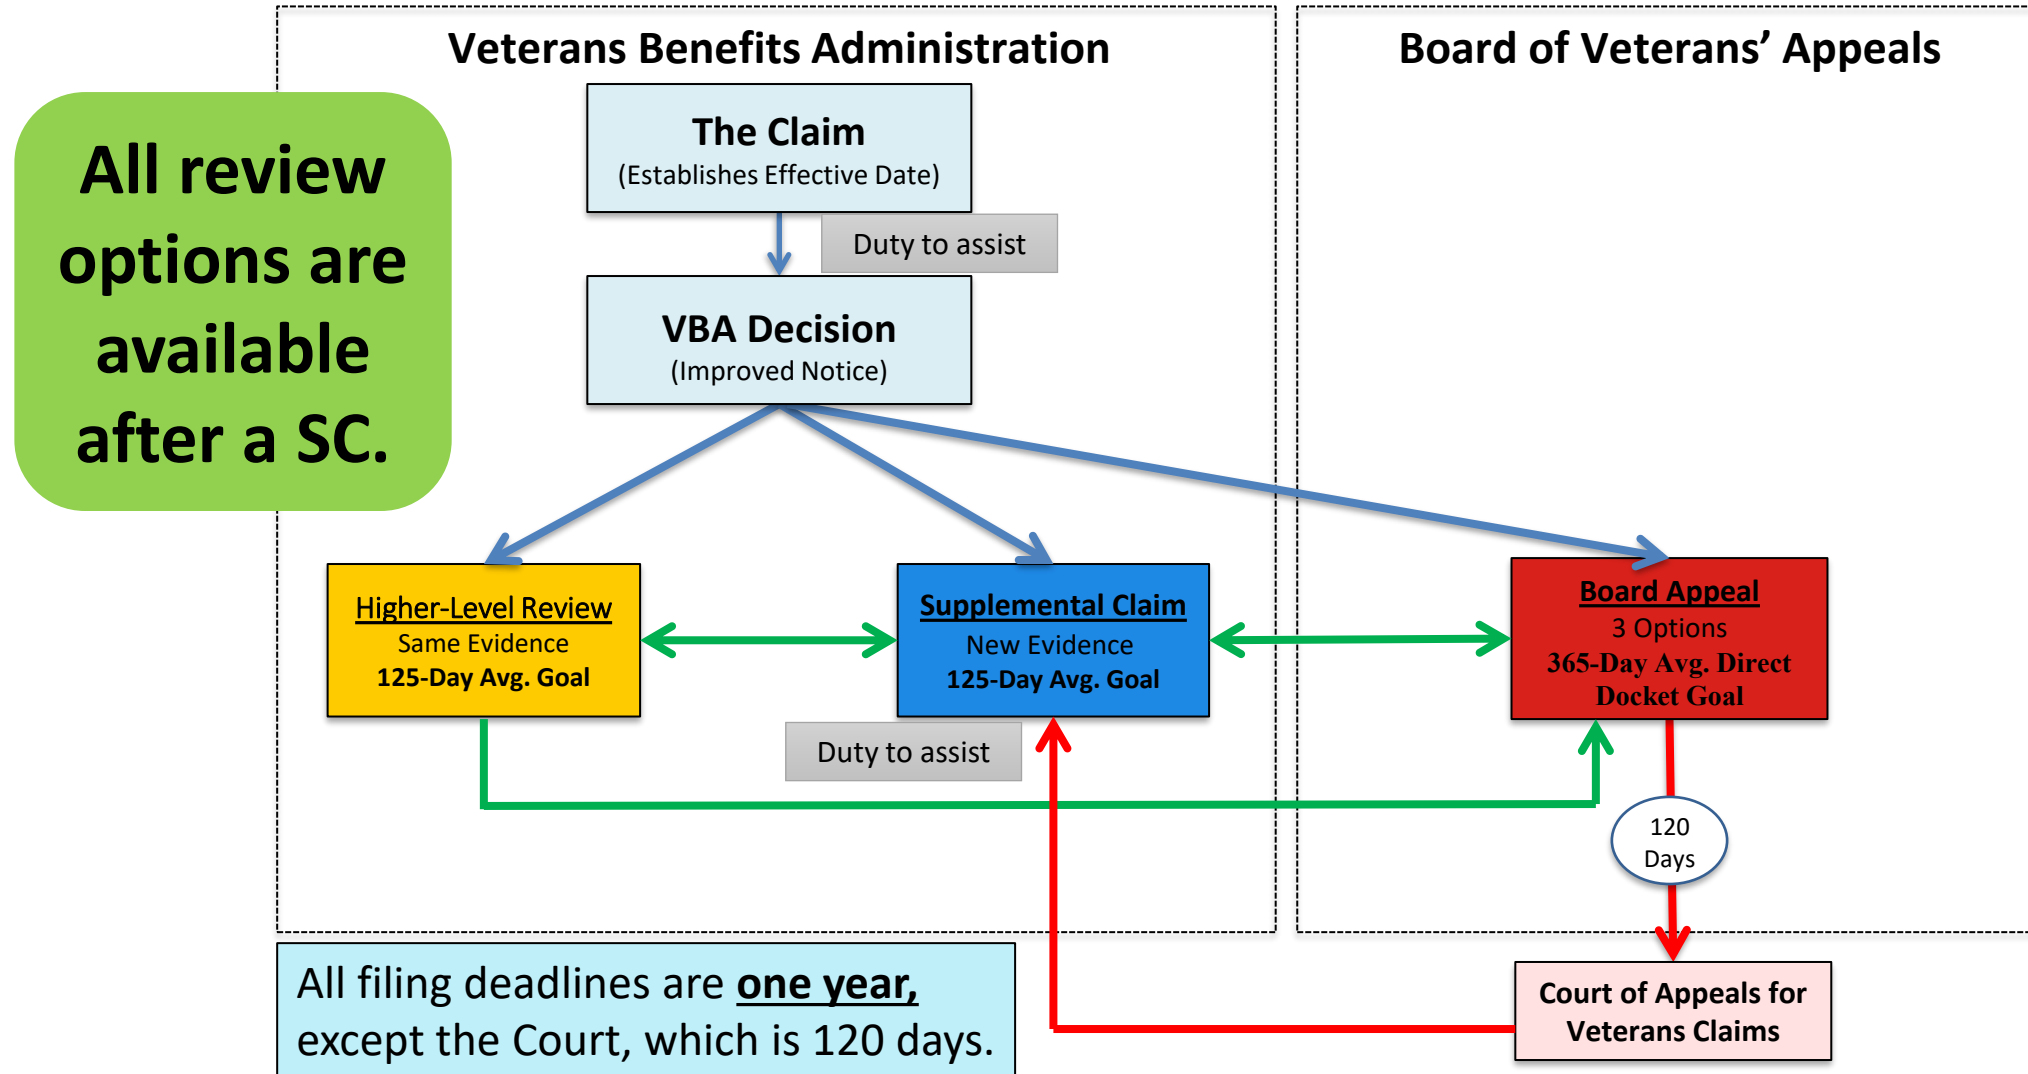 Veterans Benefits Administration
Board of Veterans’ Appeals
All review
options are
available
after a SC.
The Claim
(Establishes Effective Date)
Duty to assist
VBA Decision
(Improved Notice)
Higher-Level Review
Same Evidence
125-Day Avg. Goal
Supplemental Claim
New Evidence
125-Day Avg. Goal
Board Appeal
3 Options
365-Day Avg. Direct
Docket Goal
Duty to assist
120
Days
All filing deadlines are one year,
except the Court, which is 120 days.
Court of Appeals for
Veterans Claims